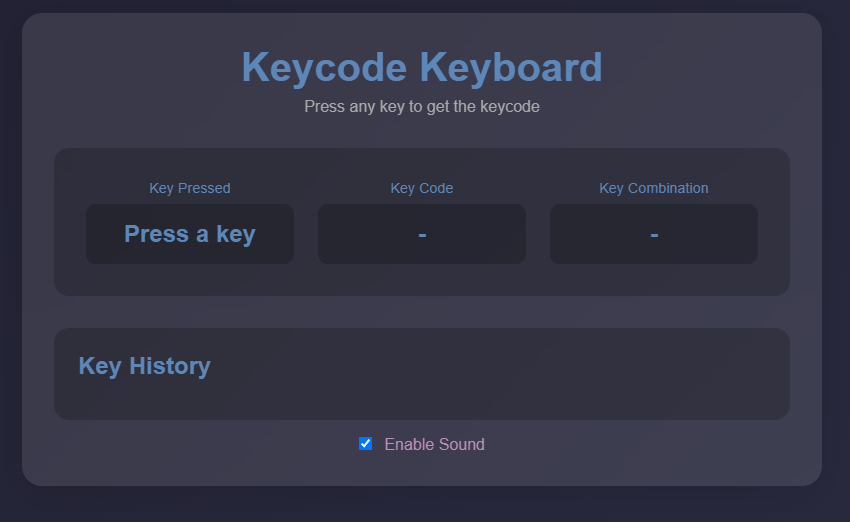 Keycode Keyboard
Press any key to get the keycode
Key Pressed Key Code Key Combination
Press a key - -
Key History
Enable Sound